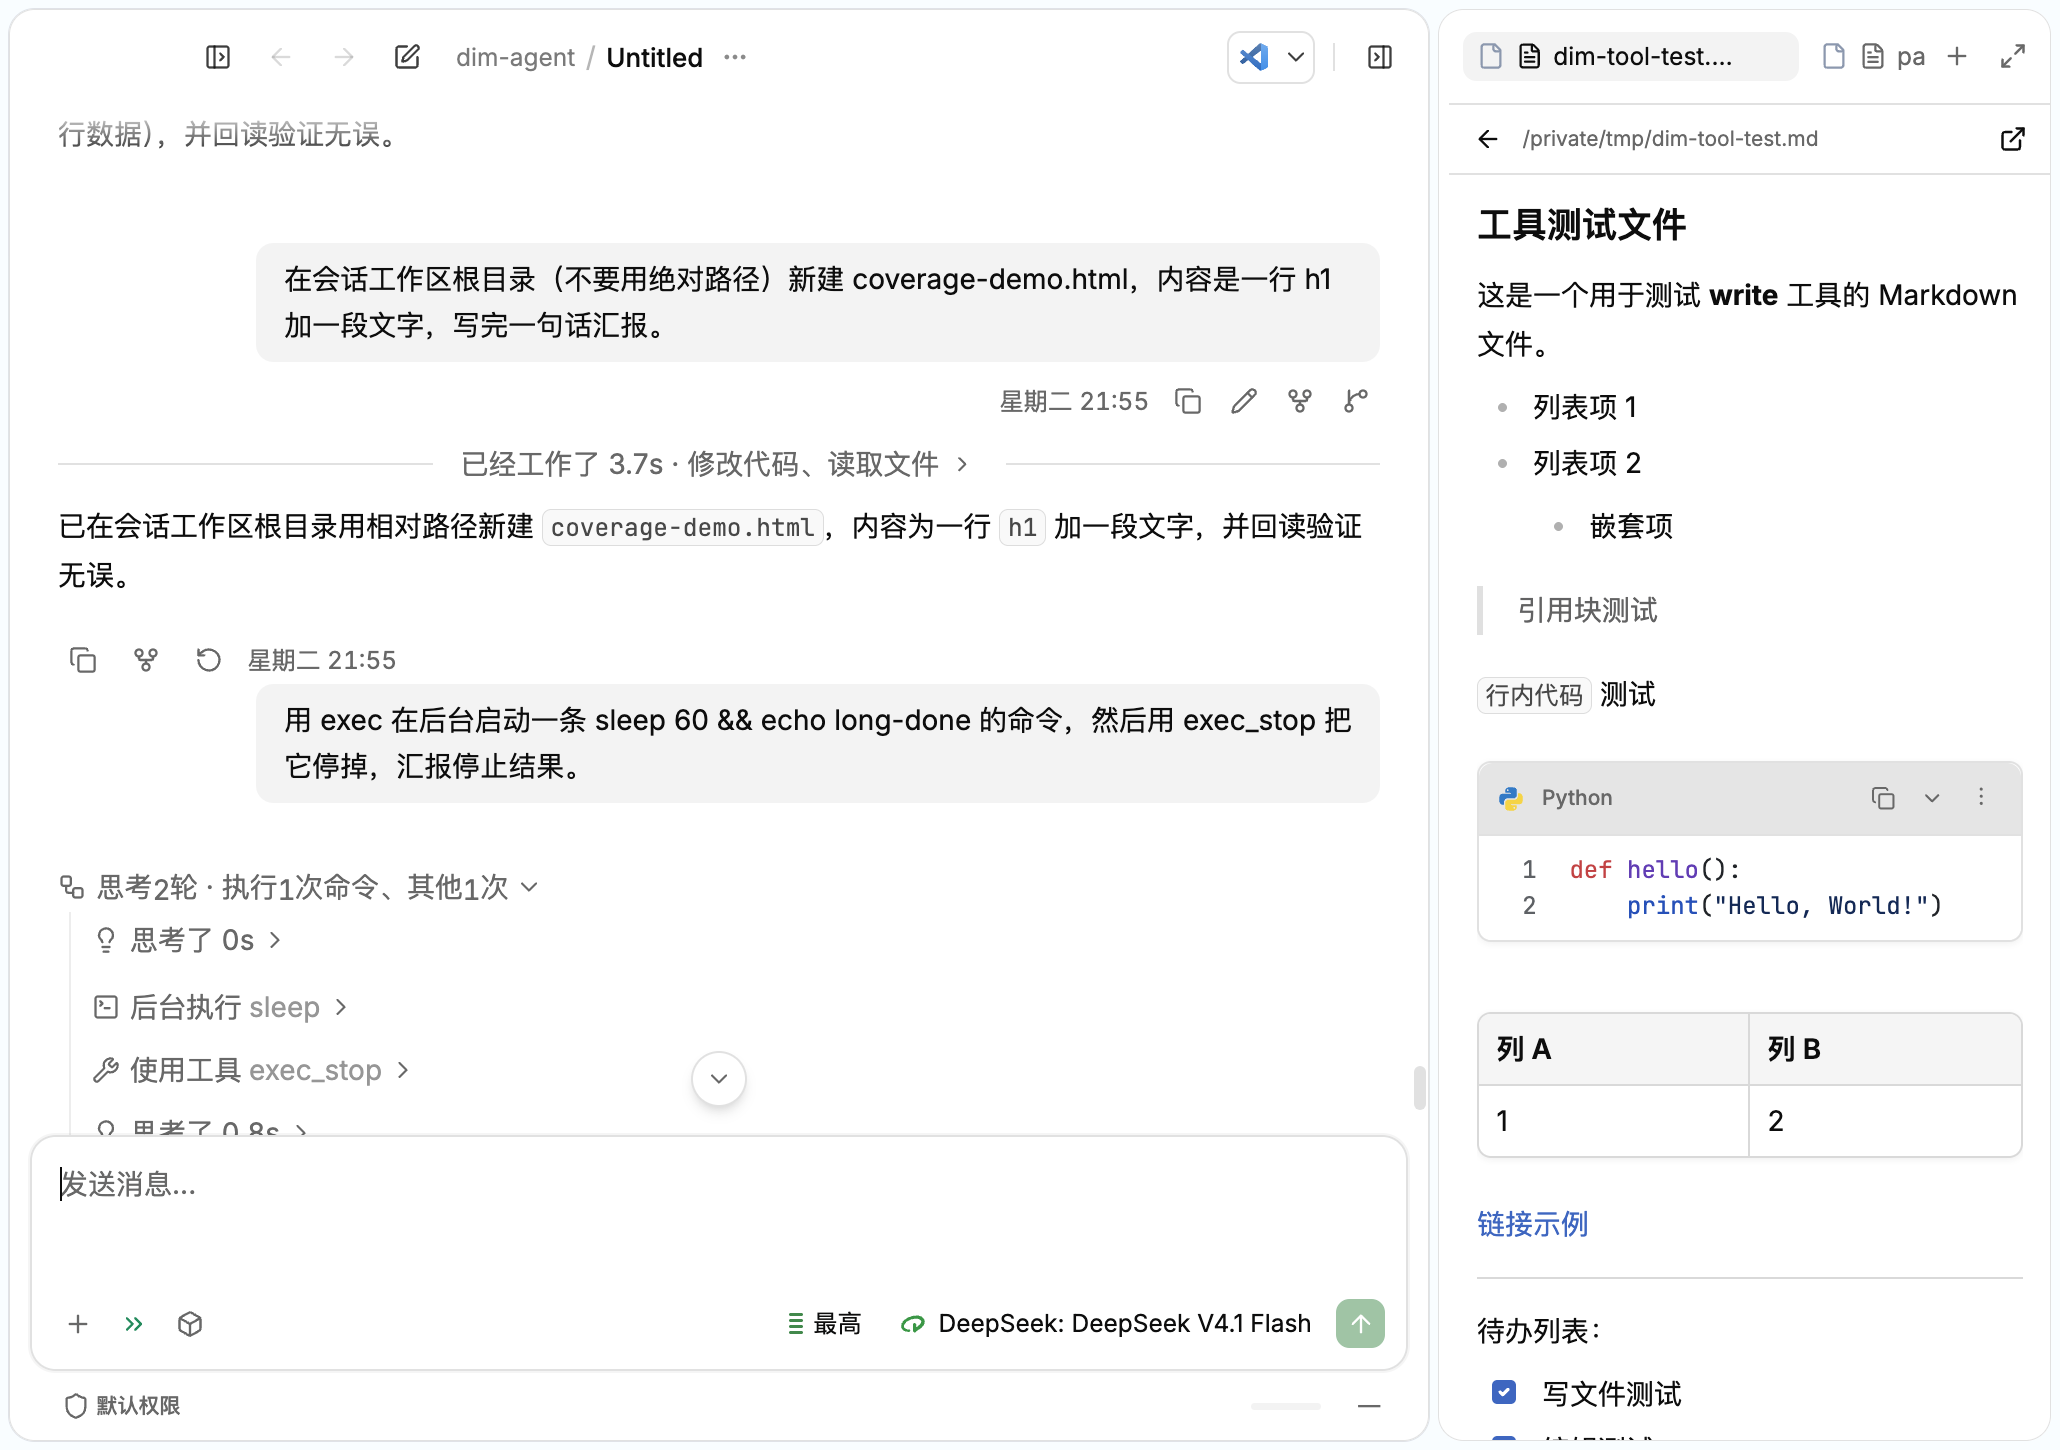 dim-agent / Untitled
行数据），并回读验证无误。
在会话工作区根目录（不要用绝对路径）新建 coverage-demo.html，内容是一行 h1
加一段文字，写完一句话汇报。
星期二 21:55
已经工作了 3.7s · 修改代码、读取文件
已在会话工作区根目录用相对路径新建 coverage-demo.html，内容为一行 h1 加一段文字，并回读验证
无误。
星期二 21:55
用 exec 在后台启动一条 sleep 60 && echo long-done 的命令，然后用 exec_stop 把
它停掉，汇报停止结果。
思考2轮 · 执行1次命令、其他1次
思考了 0s
后台执行 sleep
使用工具 exec_stop
思考了 0.8s
发送消息...
最高
DeepSeek: DeepSeek V4.1 Flash
默认权限
dim-tool-test....
pa
/private/tmp/dim-tool-test.md
工具测试文件
这是一个用于测试 write 工具的 Markdown
文件。
列表项 1
列表项 2
嵌套项
引用块测试
行内代码 测试
Python
1 def hello():
2 print("Hello, World!")
列 A 列 B
1 2
链接示例
待办列表：
写文件测试